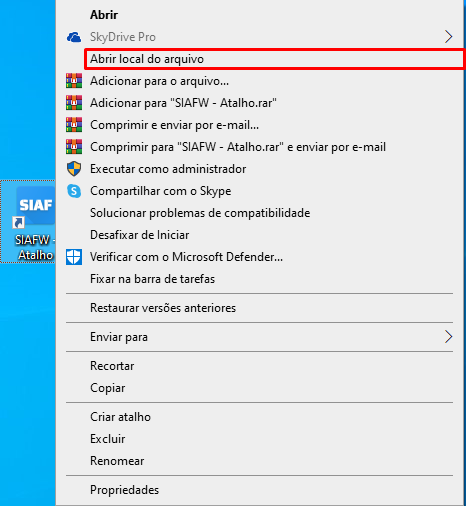 Abrir
SkyDrive Pro
Abrir local do arquivo
Adicionar para o arquivo...
Adicionar para "SIAFW - Atalho.rar"
Comprimir e enviar por e-mail...
Comprimir para "SIAFW - Atalho.rar" e enviar por e-mail
Executar como administrador
Compartilhar com o Skype
Solucionar problemas de compatibilidade
Desafixar de Iniciar
Verificar com o Microsoft Defender...
Fixar na barra de tarefas
Restaurar versões anteriores
Enviar para
Recortar
Copiar
Criar atalho
Excluir
Renomear
Propriedades
SIAF
SIAFW -
Atalho